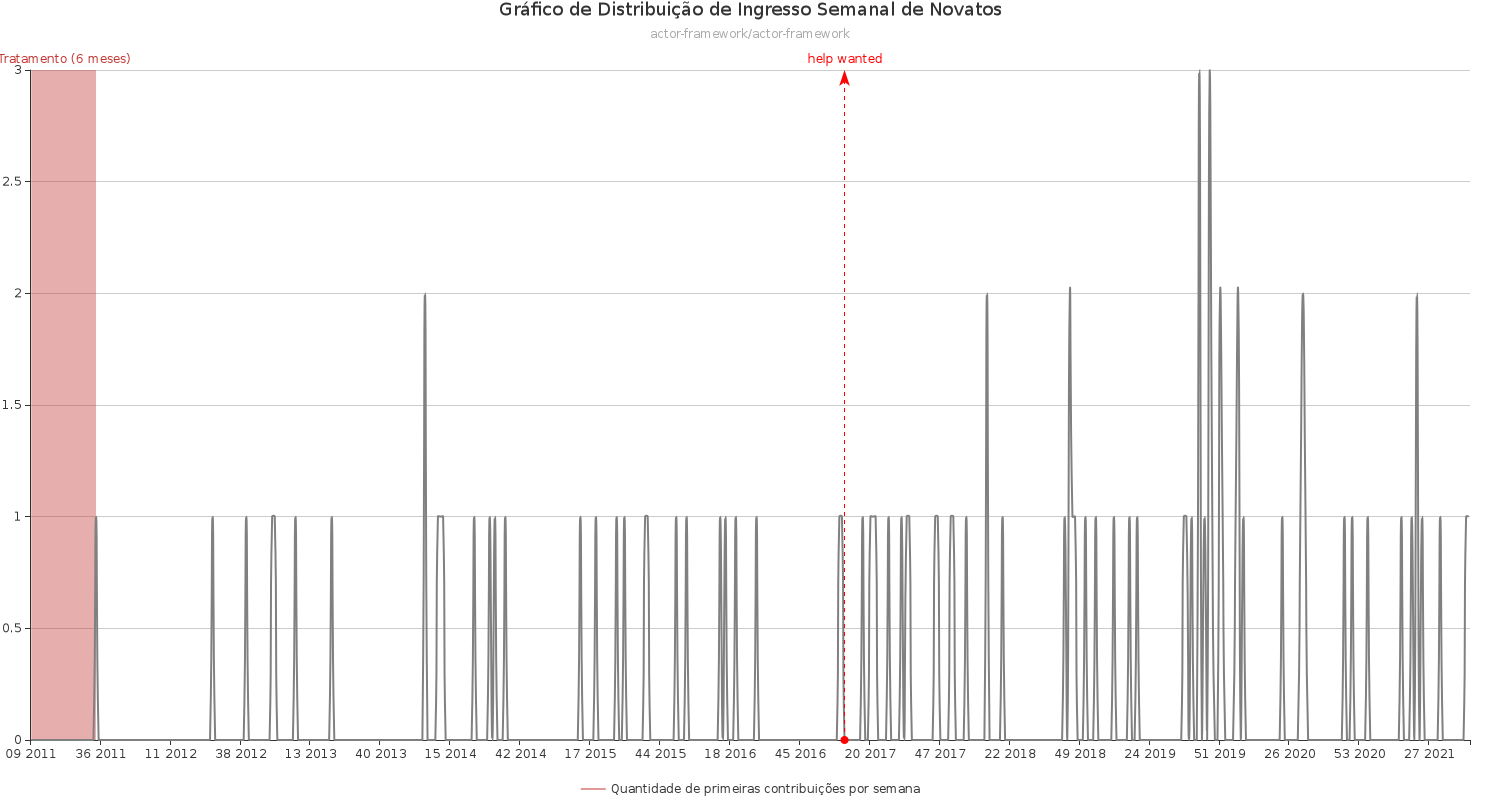 Gráfico de Distribuição de Ingresso Semanal de Novatos
actor-framework/actor-framework
Tratamento (6 meses)
help wanted
3
2.5
2
1.5
1
0.5
0
09 2011 36 2011 11 2012 38 2012 13 2013 40 2013 15 2014 42 2014 17 2015 44 2015 18 2016 45 2016 20 2017 47 2017 22 2018 49 2018 24 2019 51 2019 26 2020 53 2020 27 2021
Quantidade de primeiras contribuições por semana